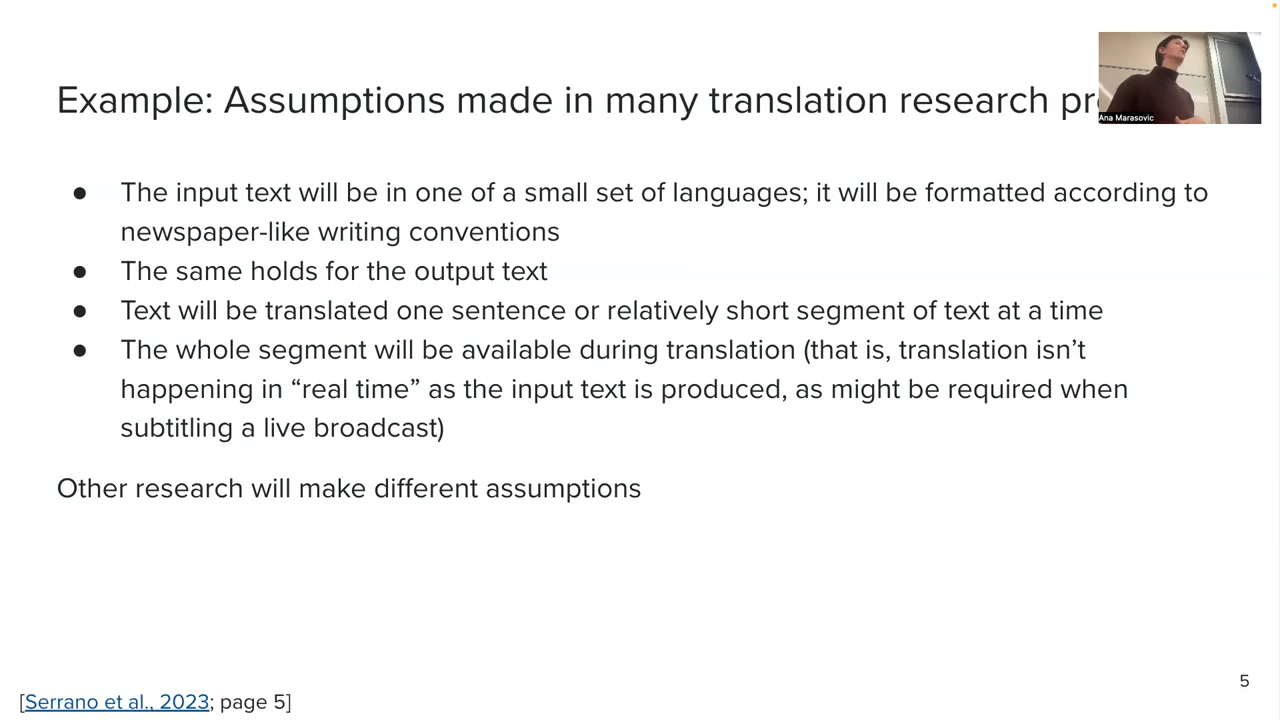 Example: Assumptions made in many translation research
Ana Marasovic
● The input text will be in one of a small set of languages; it will be formatted according to
newspaper-like writing conventions
● The same holds for the output text
● Text will be translated one sentence or relatively short segment of text at a time
● The whole segment will be available during translation (that is, translation isn’t
happening in “real time” as the input text is produced, as might be required when
subtitling a live broadcast)
Other research will make different assumptions
5
[Serrano et al., 2023; page 5]